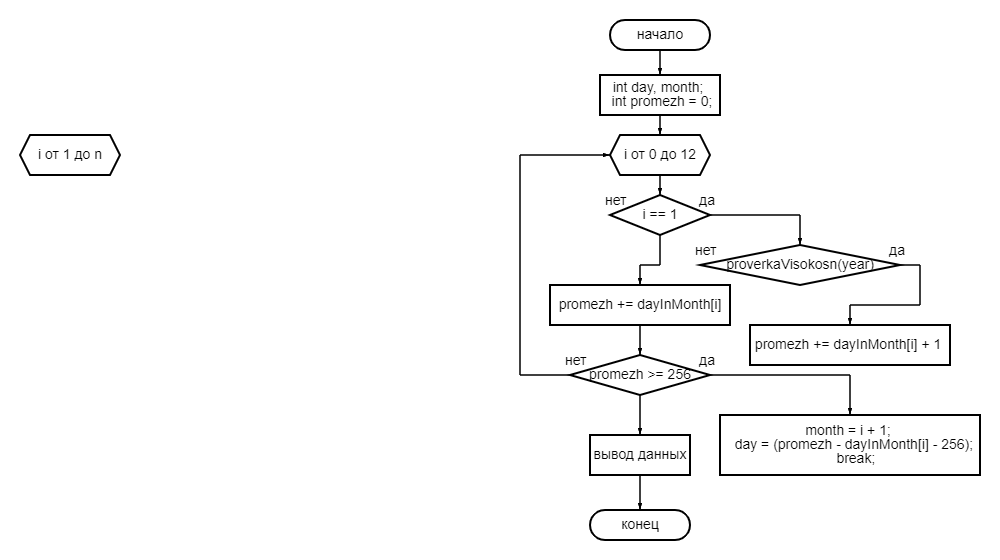 начало
int day, month;
int promezh = 0;
i от 1 до n
i от 0 до 12
нет
да
i == 1
нет
да
proverkaVisokosn(year)
promezh += dayInMonth[i]
promezh += dayInMonth[i] + 1
нет
да
promezh >= 256
month = i + 1;
day = (promezh - dayInMonth[i] - 256);
break;
вывод данных
конец